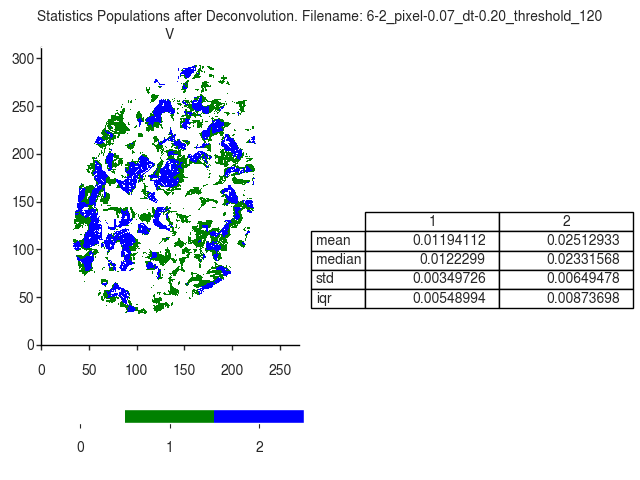 Statistics Populations after Deconvolution. Filename: 6-2_pixel-0.07_dt-0.20_threshold_120
V
300
250
200
150
100
50
0
0 50 100 150 200 250
1 2
mean 0.01194112 0.02512933
median 0.0122299 0.02331568
std 0.00349726 0.00649478
iqr 0.00548994 0.00873698
0 1 2